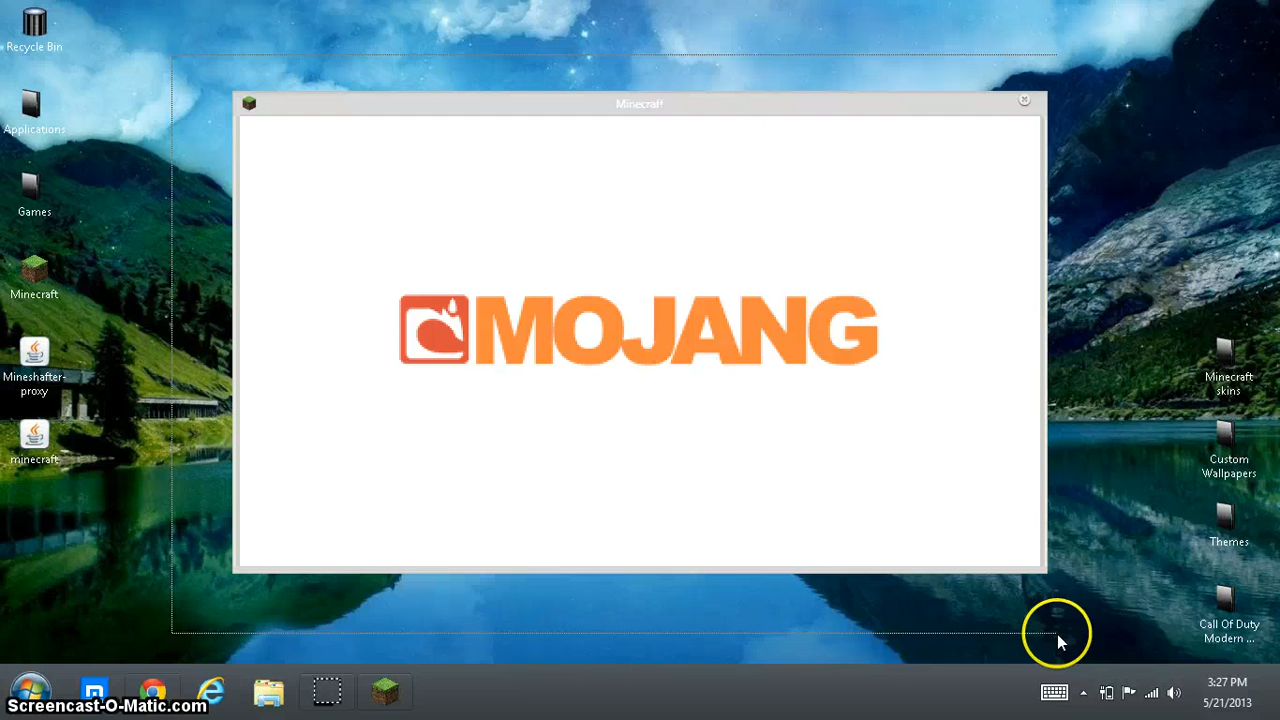 Recycle Bin
Applications
Games
Minecraft
Mineshafter-
proxy
minecraft
Minecraft
MOJANG
Minecraft
skins
Custom
Wallpapers
Themes
Call Of Duty
Modern ...
3:27 PM
5/21/2013
Screencast-O-Matic.com